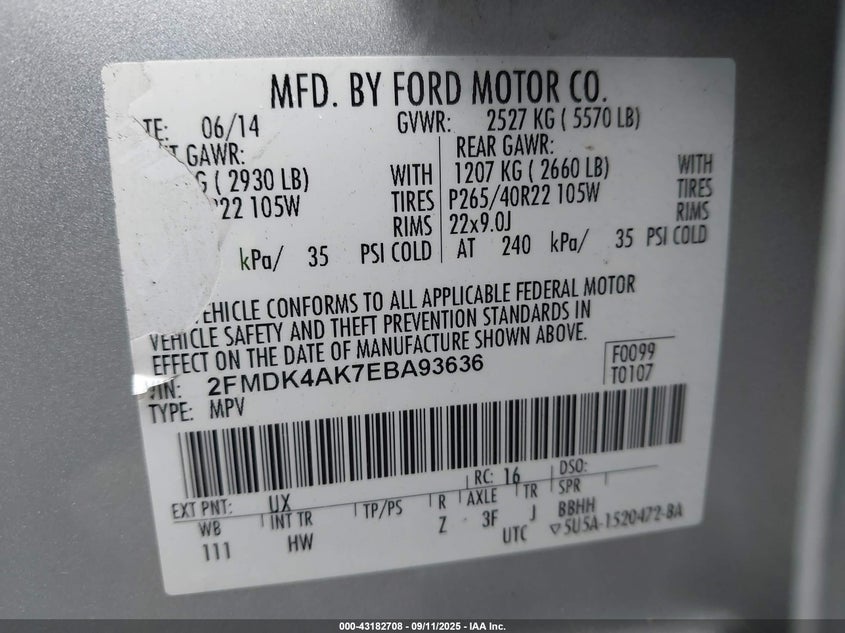 MFD. BY FORD MOTOR CO.
TE: 06/14 GVWR: 2527 KG ( 5570 LB)
GAWR: REAR GAWR:
G ( 2930 LB) WITH 1207 KG ( 2660 LB) WITH
22 105W TIRES P265/40R22 105W TIRES
RIMS 22x9.0J RIMS
kPa/ 35 PSI COLD AT 240 kPa/ 35 PSI COLD
VEHICLE CONFORMS TO ALL APPLICABLE FEDERAL MOTOR
VEHICLE SAFETY AND THEFT PREVENTION STANDARDS IN
EFFECT ON THE DATE OF MANUFACTURE SHOWN ABOVE.
VIN: 2FMDK4AK7EBA93636 F0099
TYPE: MPV T0107
RC: 16 DSO:
EXT PNT: UX
WB INT TR TP/PS R AXLE TR SPR
111 HW Z 3F J BBHH
UTC ▽5U5A-1520472-BA
000-43182708 - 09/11/2025 - IAA Inc.